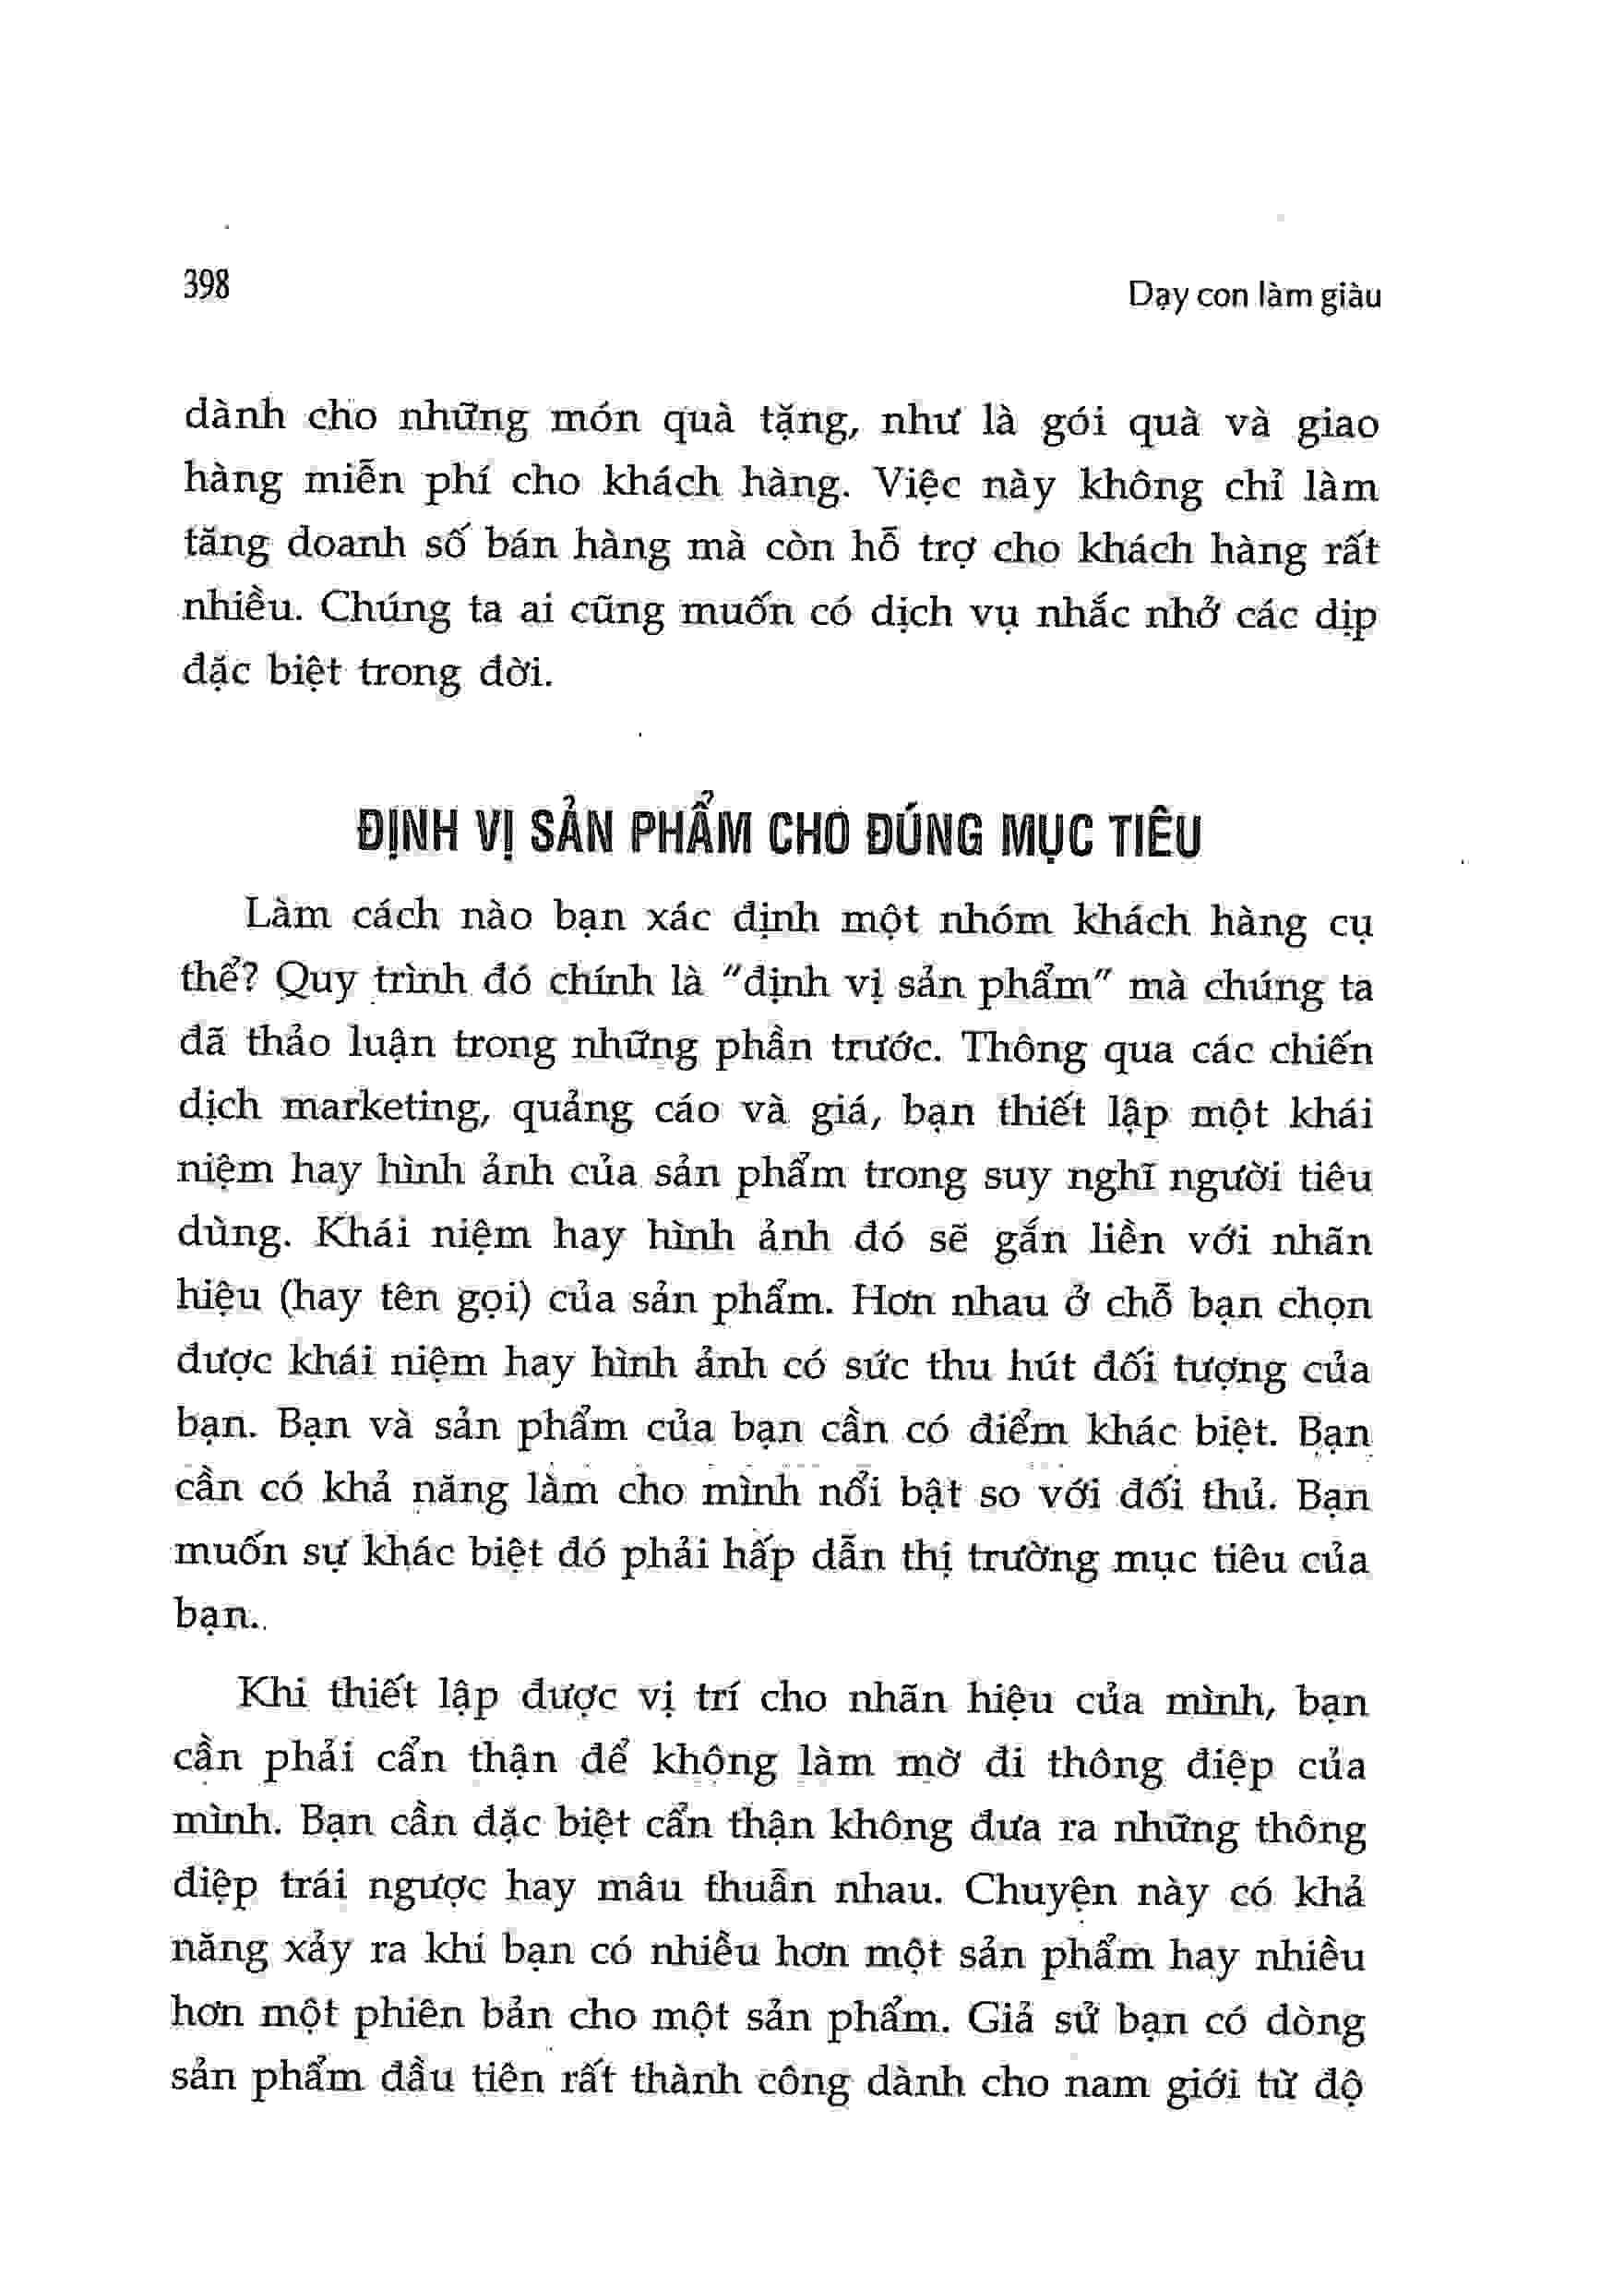 398
Dạy con làm giàu
dành cho những món quà tặng, như là gói quà và giao
hàng miễn phí cho khách hàng. Việc này không chỉ làm
tăng doanh số bán hàng mà còn hỗ trợ cho khách hàng rất
nhiều. Chúng ta ai cũng muốn có dịch vụ nhắc nhở các dịp
đặc biệt trong đời.
ĐỊNH VỊ SẢN PHẨM CHO ĐÚNG MỤC TIÊU
Làm cách nào bạn xác định một nhóm khách hàng cụ
thể? Quy trình đó chính là "định vị sản phẩm" mà chúng ta
đã thảo luận trong những phần trước. Thông qua các chiến
dịch marketing, quảng cáo và giá, bạn thiết lập một khái
niệm hay hình ảnh của sản phẩm trong suy nghĩ người tiêu
dùng. Khái niệm hay hình ảnh đó sẽ gắn liền với nhãn
hiệu (hay tên gọi) của sản phẩm. Hơn nhau ở chỗ bạn chọn
được khái niệm hay hình ảnh có sức thu hút đối tượng của
bạn. Bạn và sản phẩm của bạn cần có điểm khác biệt. Bạn
cần có khả năng làm cho mình nổi bật so với đối thủ. Bạn
muốn sự khác biệt đó phải hấp dẫn thị trường mục tiêu của
bạn.
Khi thiết lập được vị trí cho nhãn hiệu của mình, bạn
cần phải cẩn thận để không làm mờ đi thông điệp của
mình. Bạn cần đặc biệt cẩn thận không đưa ra những thông
điệp trái ngược hay mâu thuẫn nhau. Chuyện này có khả
năng xảy ra khi bạn có nhiều hơn một sản phẩm hay nhiều
hơn một phiên bản cho một sản phẩm. Giả sử bạn có dòng
sản phẩm đầu tiên rất thành công dành cho nam giới từ độ